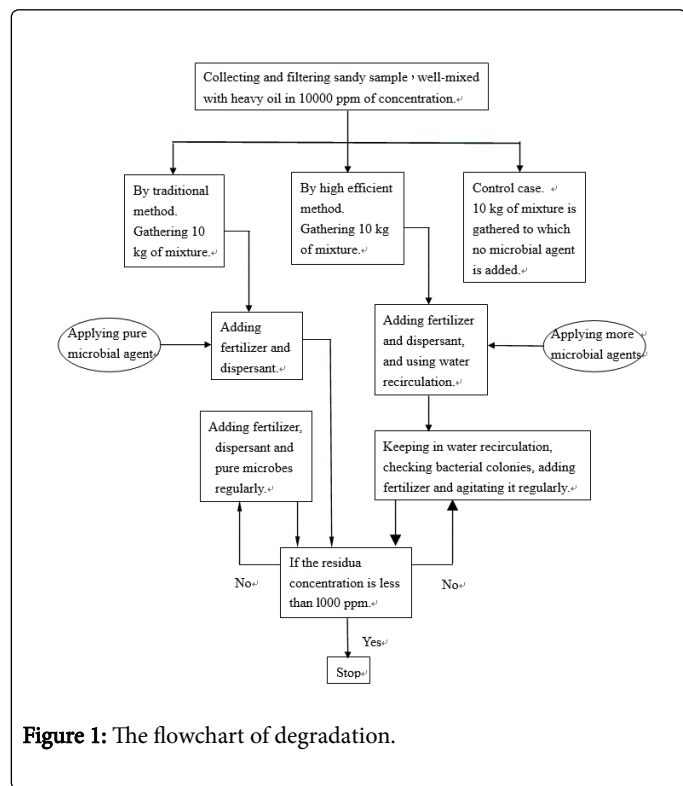 Collecting and filtering sandy sample，well-mixed
with heavy oil in 10000 ppm of concentration.↵
By traditional
method.
Gathering 10
kg of mixture.↵
By high efficient
method.
Gathering 10 kg
of mixture.↵
Control case. ↵
10 kg of mixture is
gathered to which
no microbial agent
is added.↵
Applying pure
microbial agent↵
Adding
fertilizer and
dispersant.↵
Adding fertilizer
and dispersant,
and using water
recirculation.↵
Applying more ↵
microbial agents↵
Adding fertilizer,
dispersant and
pure microbes
regularly.↵
Keeping in water recirculation,
checking bacterial colonies, adding
fertilizer and agitating it regularly.↵
No↵
If the residua
concentration is less
than 1000 ppm.↵
No↵
Yes↵
Stop↵
Figure 1: The flowchart of degradation.